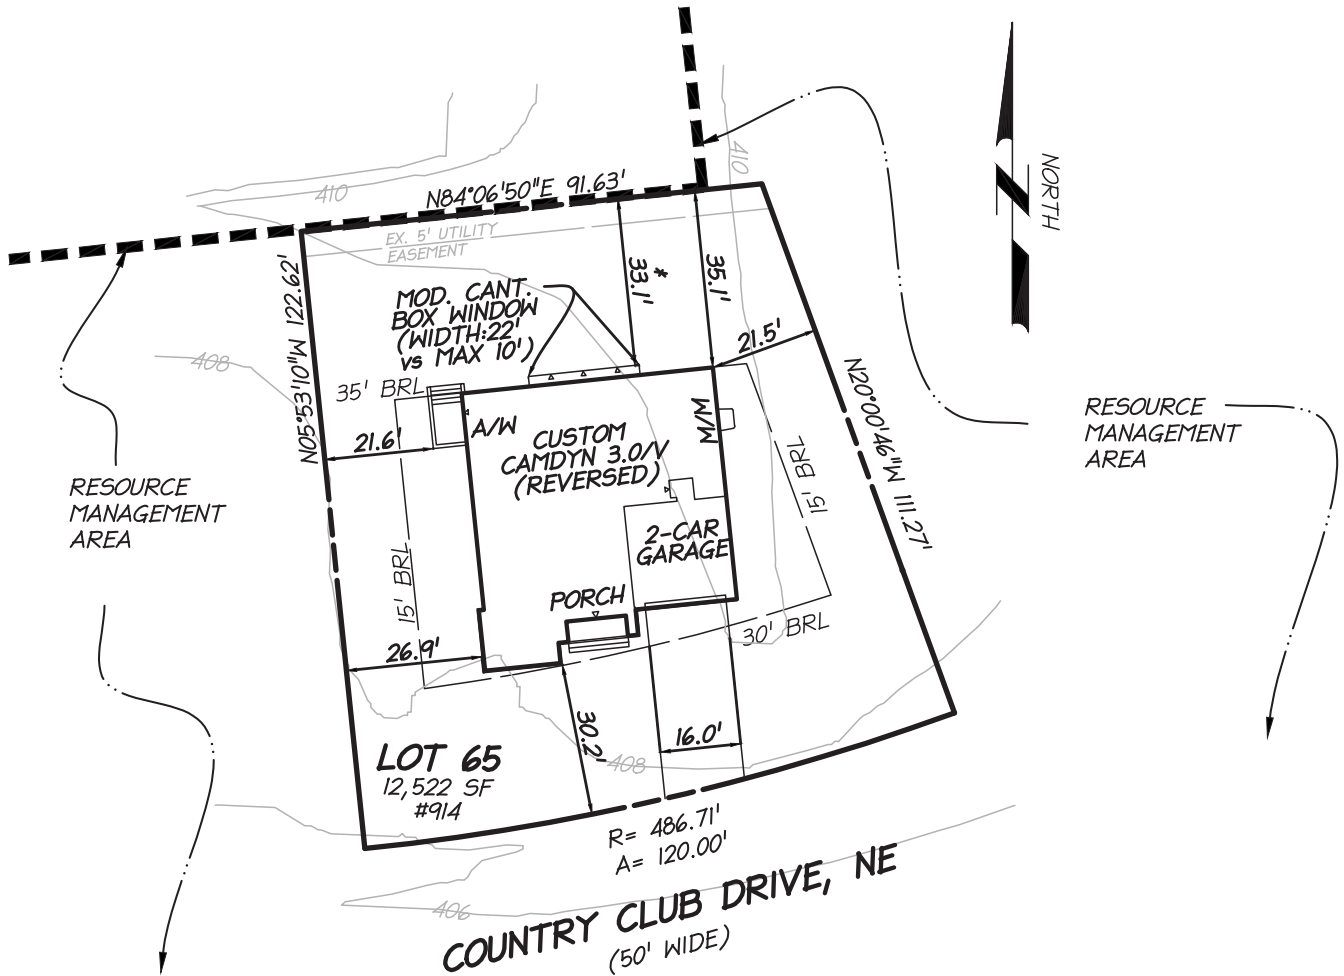 410
410
NORTH
N84°06'50"E 91.63'
EX. 5' UTILITY
EASEMENT
MOD. CANT.
BOX WINDOW
(WIDTH:22'
vs MAX 10')
33.1'
*
35.1'
21.5'
N05°53'10"W 122.62'
408
35' BRL
21.6'
A/W
W/W
CUSTOM
CAMDYN 3.0/V
(REVERSED)
15' BRL
N20°00'46"W 111.27'
RESOURCE
MANAGEMENT
AREA
RESOURCE
MANAGEMENT
AREA
2-CAR
GARAGE
15' BRL
PORCH
30' BRL
26.9'
30.2'
16.0'
408
LOT 65
12,522 SF
#914
R= 486.71'
A= 120.00'
406
COUNTRY CLUB DRIVE, NE
(50' WIDE)